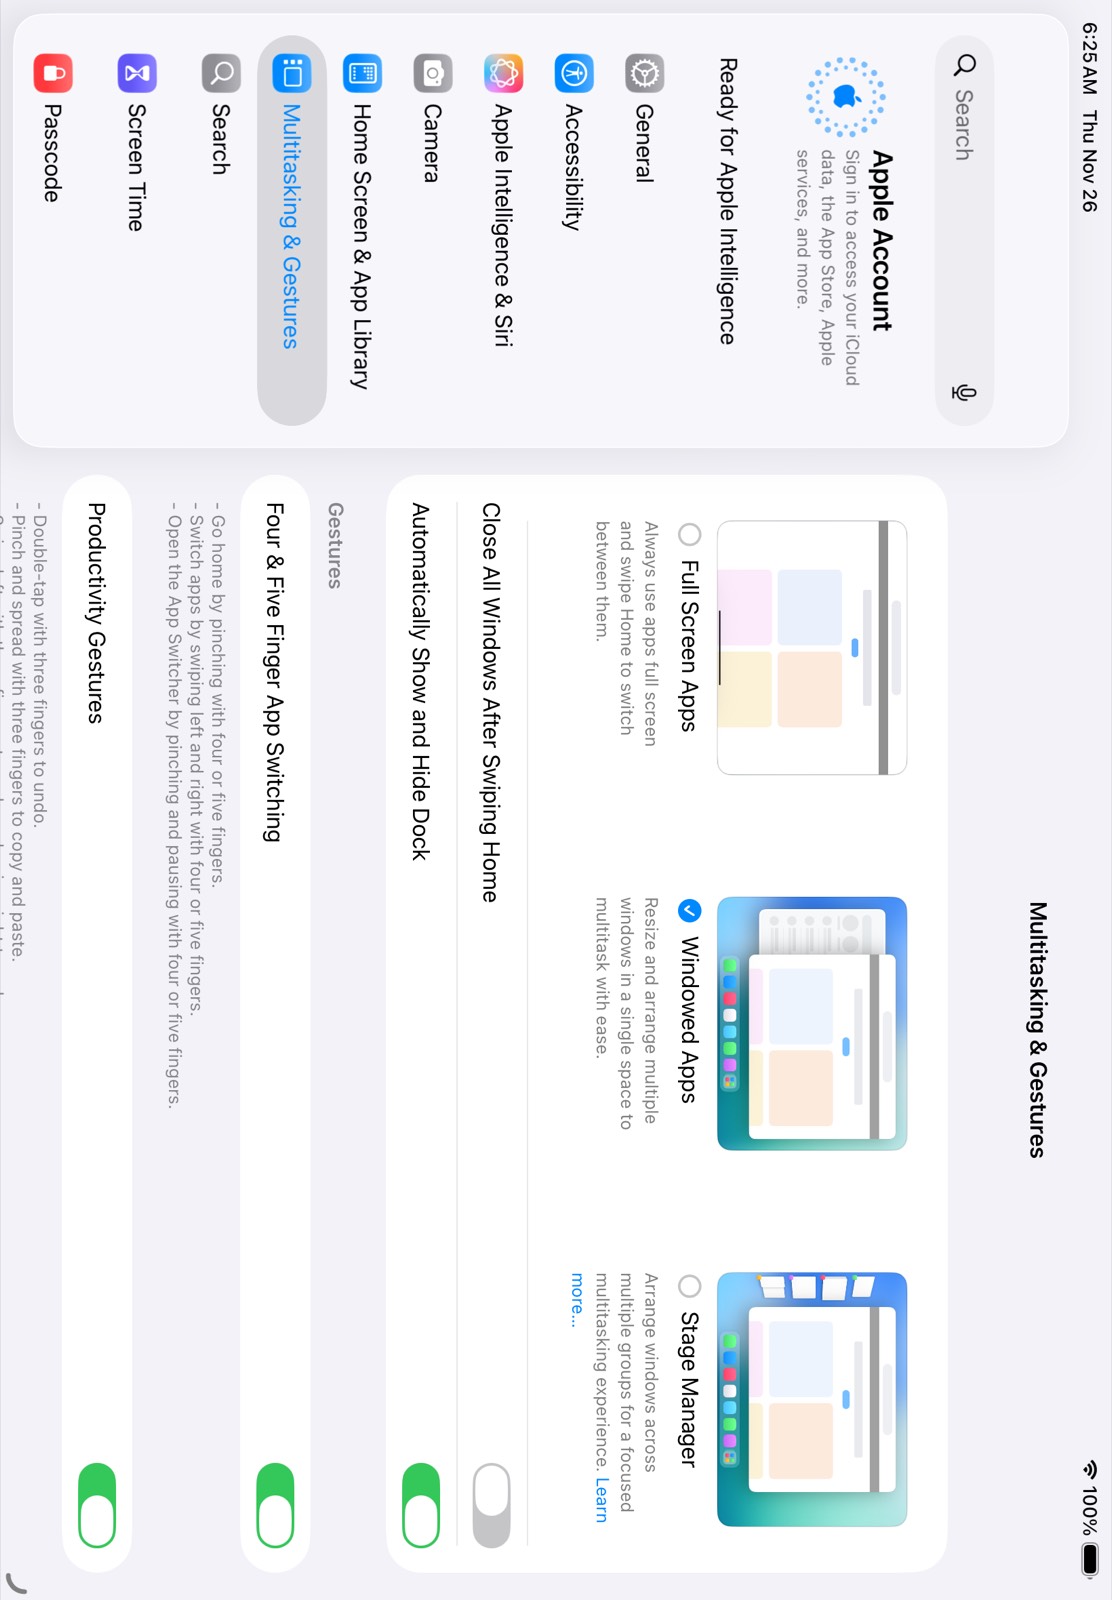 6:25 AM Thu Nov 26
100%
Search
Apple Account
Sign in to access your iCloud
data, the App Store, Apple
services, and more.
Ready for Apple Intelligence
General
Accessibility
Apple Intelligence & Siri
Camera
Home Screen & App Library
Multitasking & Gestures
Search
Screen Time
Passcode
Multitasking & Gestures
Full Screen Apps
Always use apps full screen
and swipe Home to switch
between them.
Windowed Apps
Resize and arrange multiple
windows in a single space to
multitask with ease.
Stage Manager
Arrange windows across
multiple groups for a focused
multitasking experience. Learn
more...
Close All Windows After Swiping Home
Automatically Show and Hide Dock
Gestures
Four & Five Finger App Switching
- Go home by pinching with four or five fingers.
- Switch apps by swiping left and right with four or five fingers.
- Open the App Switcher by pinching and pausing with four or five fingers.
Productivity Gestures
- Double-tap with three fingers to undo.
- Pinch and spread with three fingers to copy and paste.